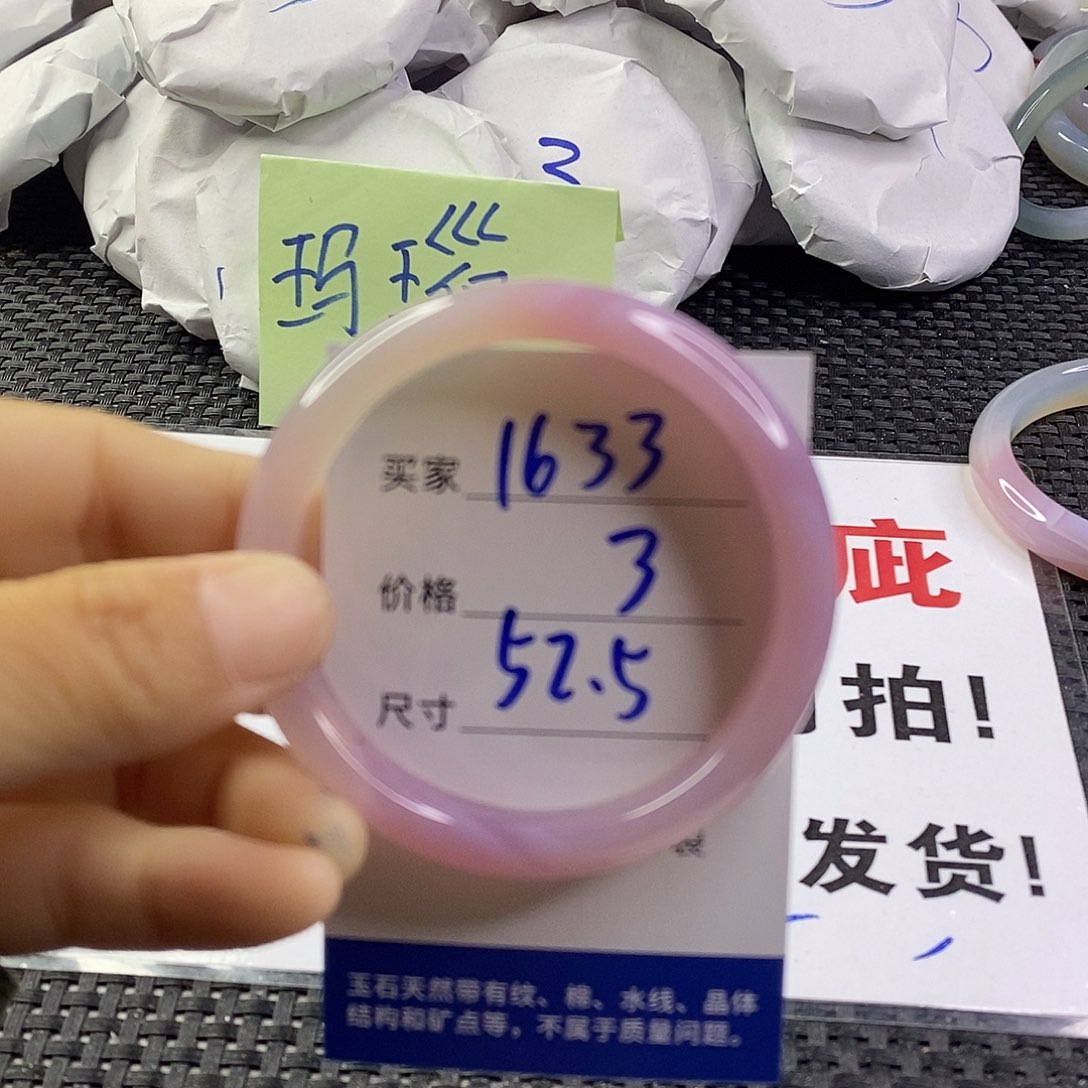 2
玛瑙
买家 1633
价格 3
尺寸 52.5
疵
拍!
发货!
玉石天然带有纹、棉、水线、晶体
结构和矿点等，不属于质量问题。